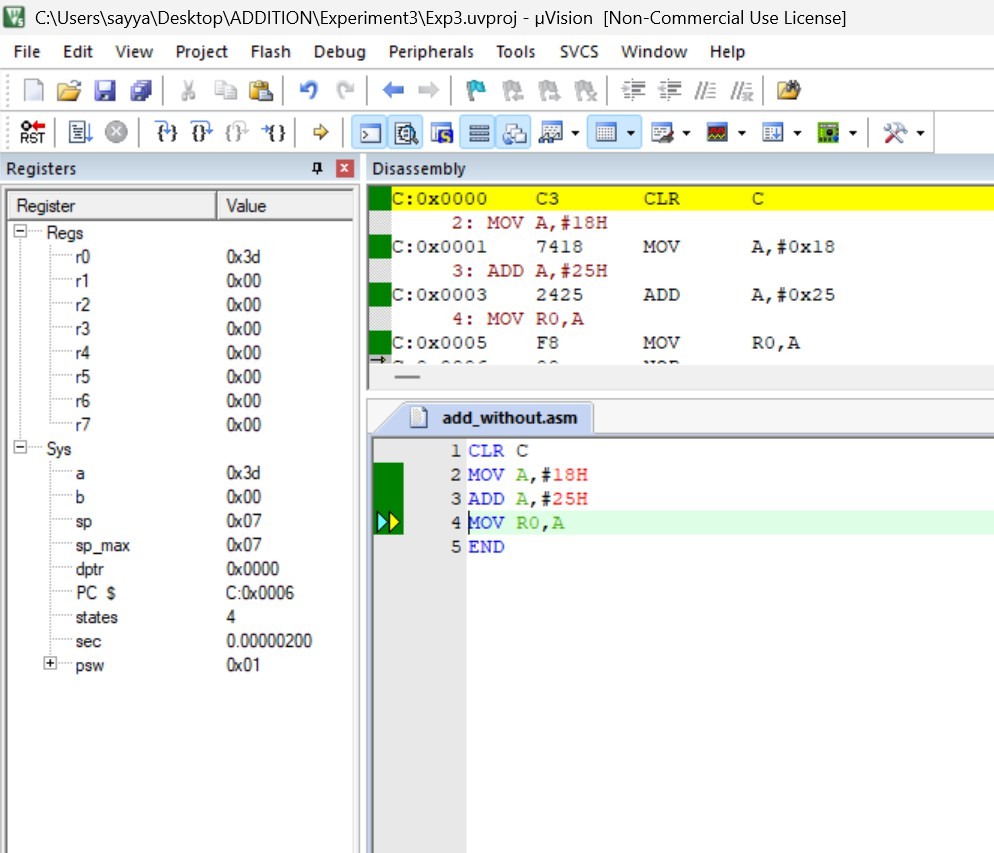 C:\Users\sayya\Desktop\ADDITION\Experiment3\Exp3.uvproj - µVision [Non-Commercial Use License]
File Edit View Project Flash Debug Peripherals Tools SVCS Window Help
RST
Registers
Register Value
Regs
r0 0x3d
r1 0x00
r2 0x00
r3 0x00
r4 0x00
r5 0x00
r6 0x00
r7 0x00
Sys
a 0x3d
b 0x00
sp 0x07
sp_max 0x07
dptr 0x0000
PC $ C:0x0006
states 4
sec 0.00000200
psw 0x01
Disassembly
C:0x0000 C3 CLR C
2: MOV A,#18H
C:0x0001 7418 MOV A,#0x18
3: ADD A,#25H
C:0x0003 2425 ADD A,#0x25
4: MOV R0,A
C:0x0005 F8 MOV R0,A
add_without.asm
1 CLR C
2 MOV A,#18H
3 ADD A,#25H
4 MOV R0,A
5 END